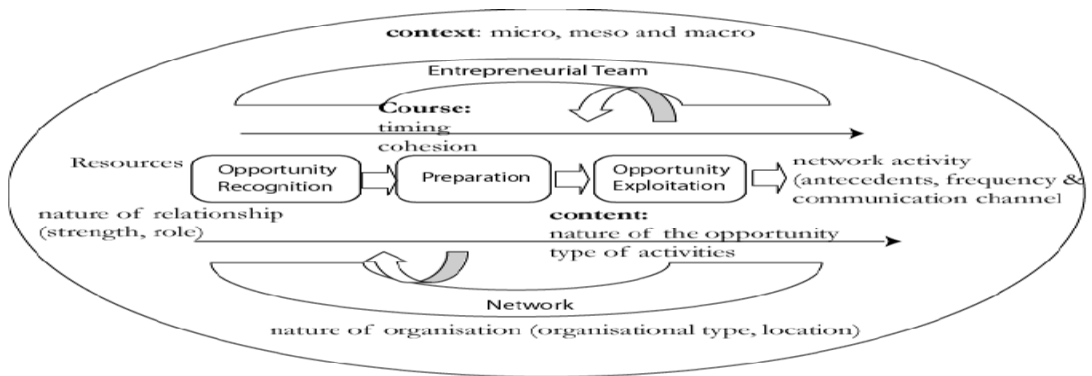 context: micro, meso and macro
Entrepreneurial Team
Course:
timing
cohesion
Resources
Opportunity
Recognition
Preparation
Opportunity
Exploitation
network activity
(antecedents, frequency &
communication channel
nature of relationship
(strength, role)
content:
nature of the opportunity
type of activities
Network
nature of organisation (organisational type, location)